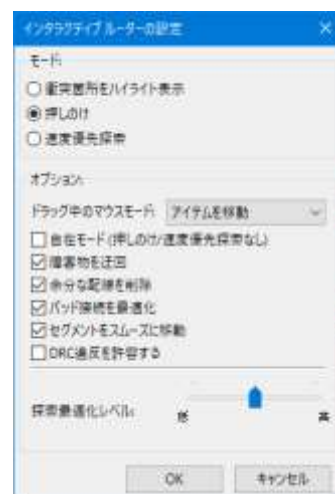 インタラクティブ ルーターの設定
モード:
衝突箇所をハイライト表示
押しのけ
速度優先探索
オプション:
ドラッグ中のマウスモード: アイテムを移動
自在モード (押しのけ/速度優先探索なし)
障害物を迂回
余分な配線を削除
パッド接続を最適化
セグメントをスムーズに移動
DRC違反を許容する
探索最適化レベル:
低 高
OK キャンセル